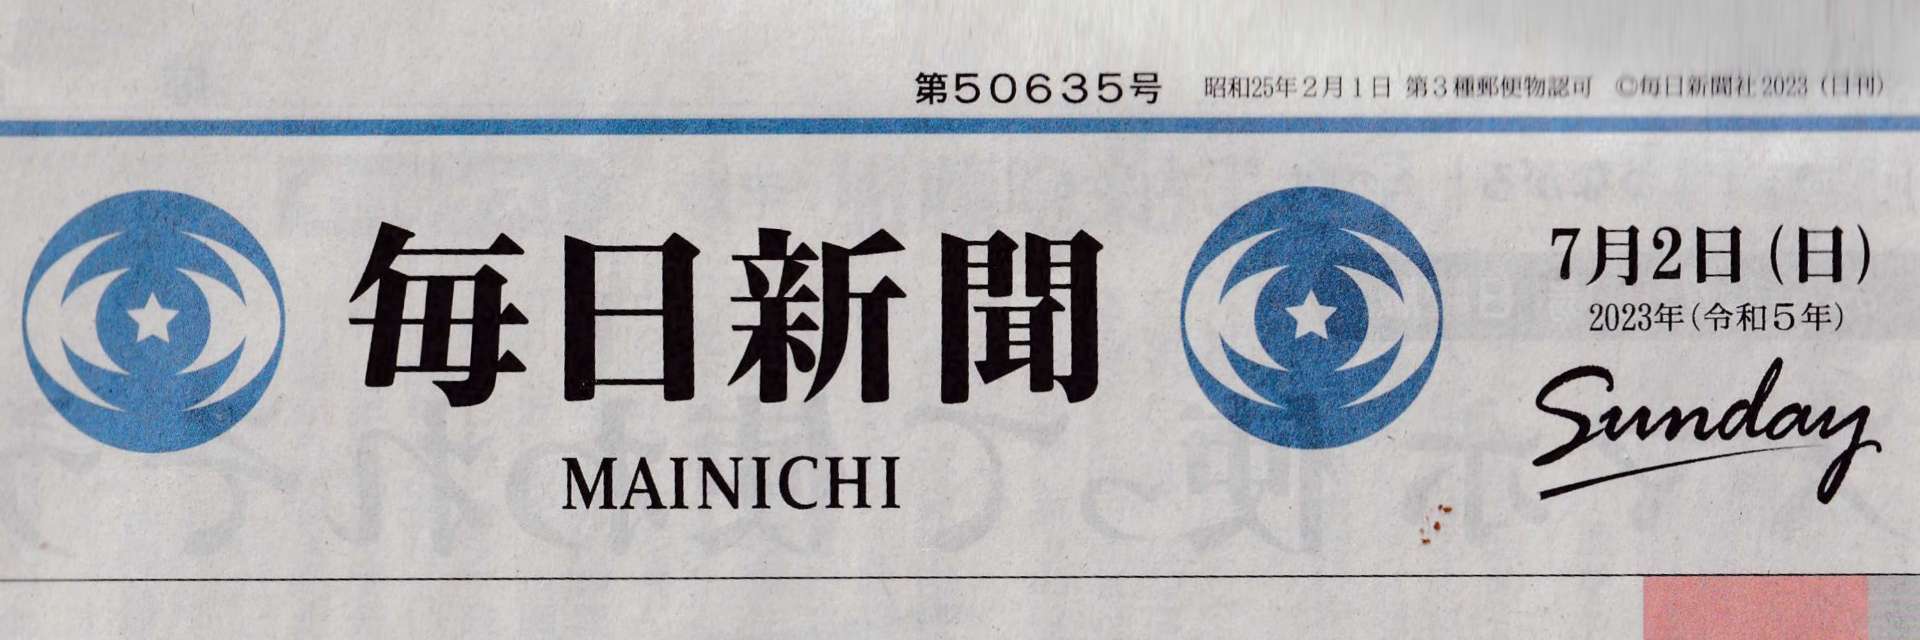 第50635号 昭和25年2月1日 第3種郵便物認可 ©毎日新聞社2023（日刊）
毎日新聞
MAINICHI
7月2日(日)
2023年(令和5年)
Sunday